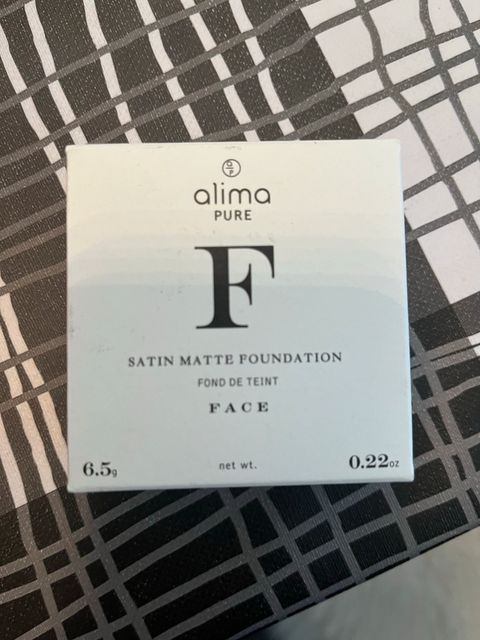 alima
PURE
F
SATIN MATTE FOUNDATION
FOND DE TEINT
FACE
6.5g net wt. 0.22oz